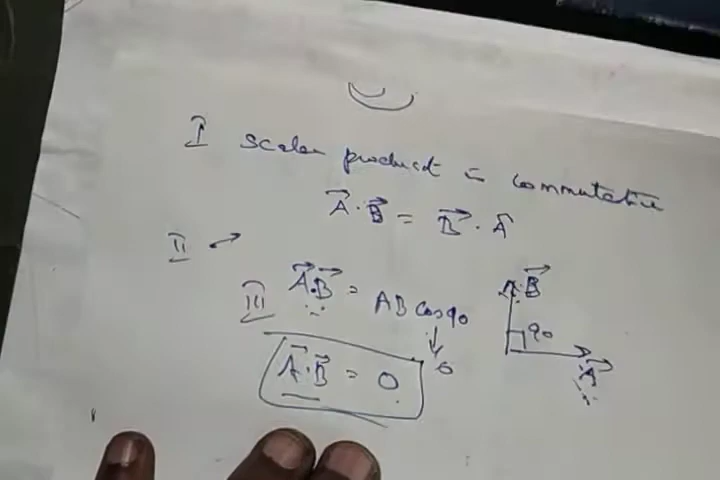 I scalar product is commutative
A⃗ . B⃗ = B⃗ . A⃗
II
III A⃗.B⃗ = AB cos 90
↓
0
A⃗.B⃗ = 0
B⃗
90
A⃗